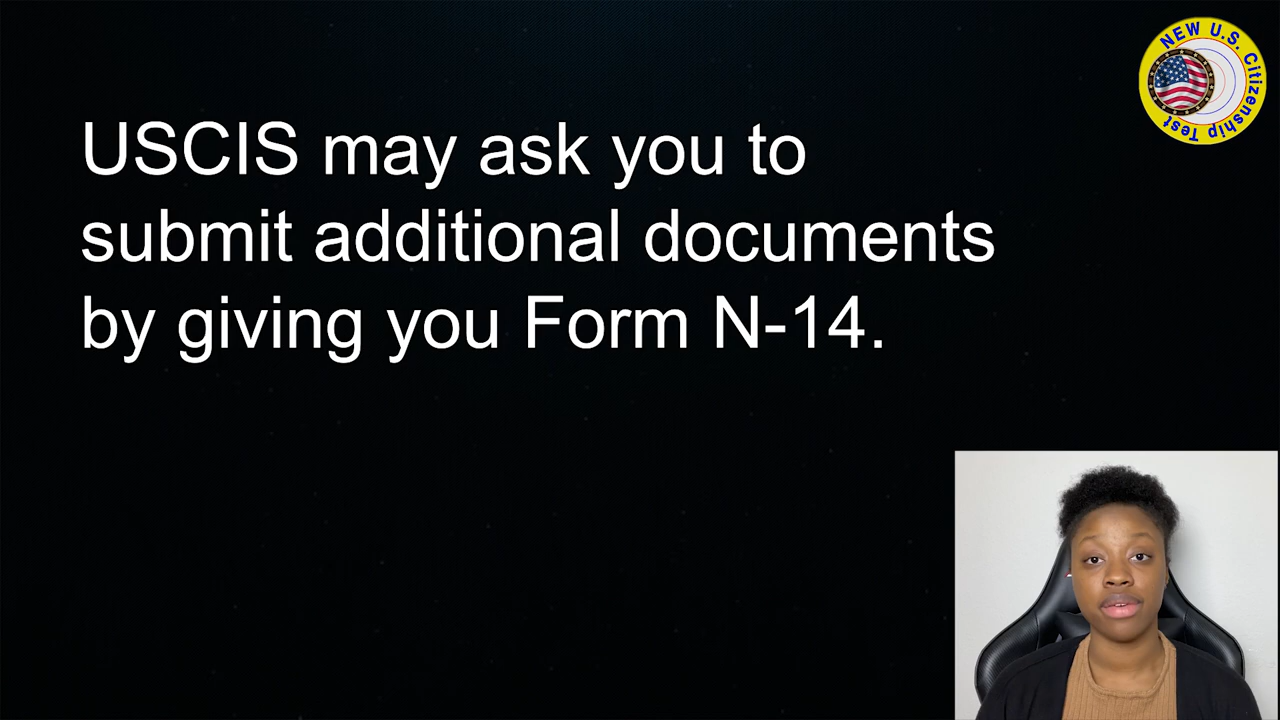 USCIS may ask you to
submit additional documents
by giving you Form N-14.
NEW U.S. Citizenship Test